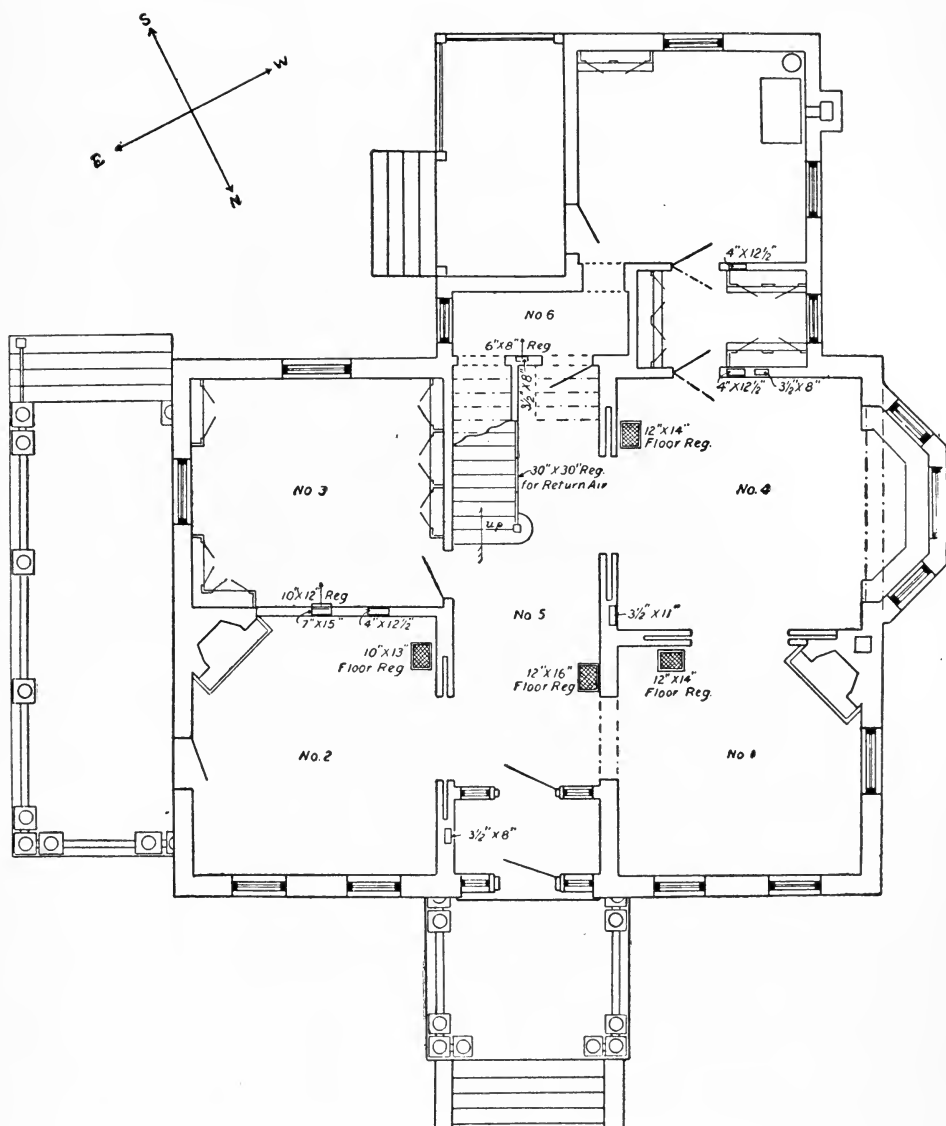 S
W
E
N
4"X12½"
No 6
6"X8" Reg
3½"X8"
4"X12½"
3½"X8"
12"X14"
Floor Reg.
30"X30" Reg.
for Return Air
No 3
No. 4
up
10"X12" Reg
7"X15"
4"X12½"
3½"X11"
No 5
10"X13"
Floor Reg
12"X16"
Floor Reg
12"X14"
Floor Reg.
No. 2
No 1
3½"X8"